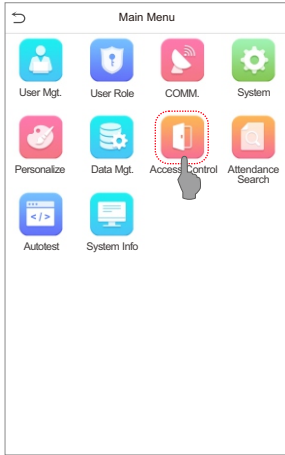 Main Menu
User Mgt.
User Role
COMM.
System
Personalize
Data Mgt.
Access Control
Attendance
Search
</>
Autotest
System Info